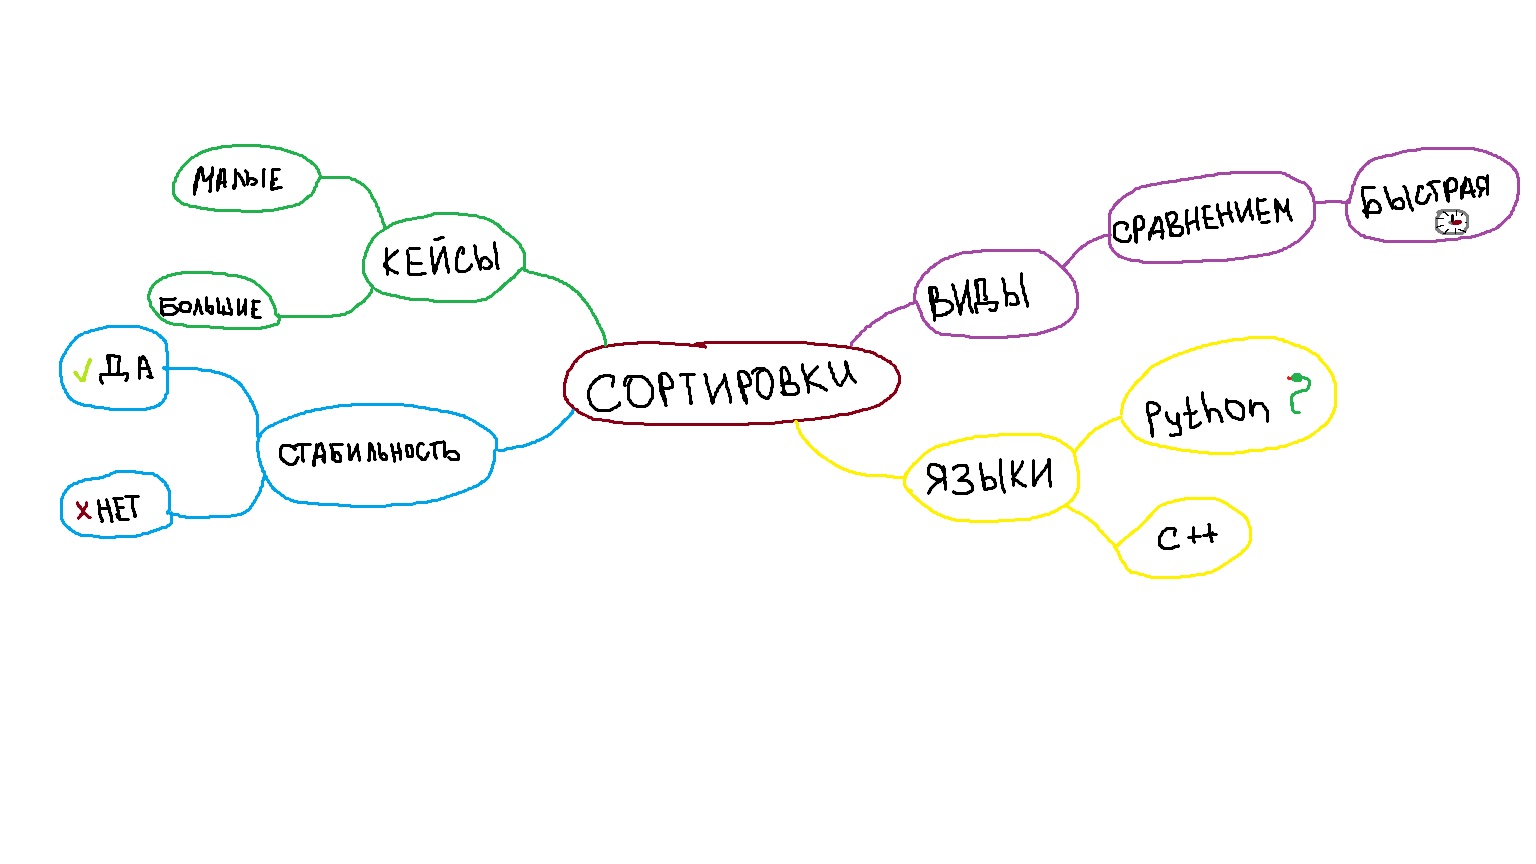 МАЛЫЕ
КЕЙСЫ
БОЛЬШИЕ
ДА
СТАБИЛЬНОСТЬ
НЕТ
СОРТИРОВКИ
ВИДЫ
СРАВНЕНИЕМ
БЫСТРАЯ
ЯЗЫКИ
Python
C++